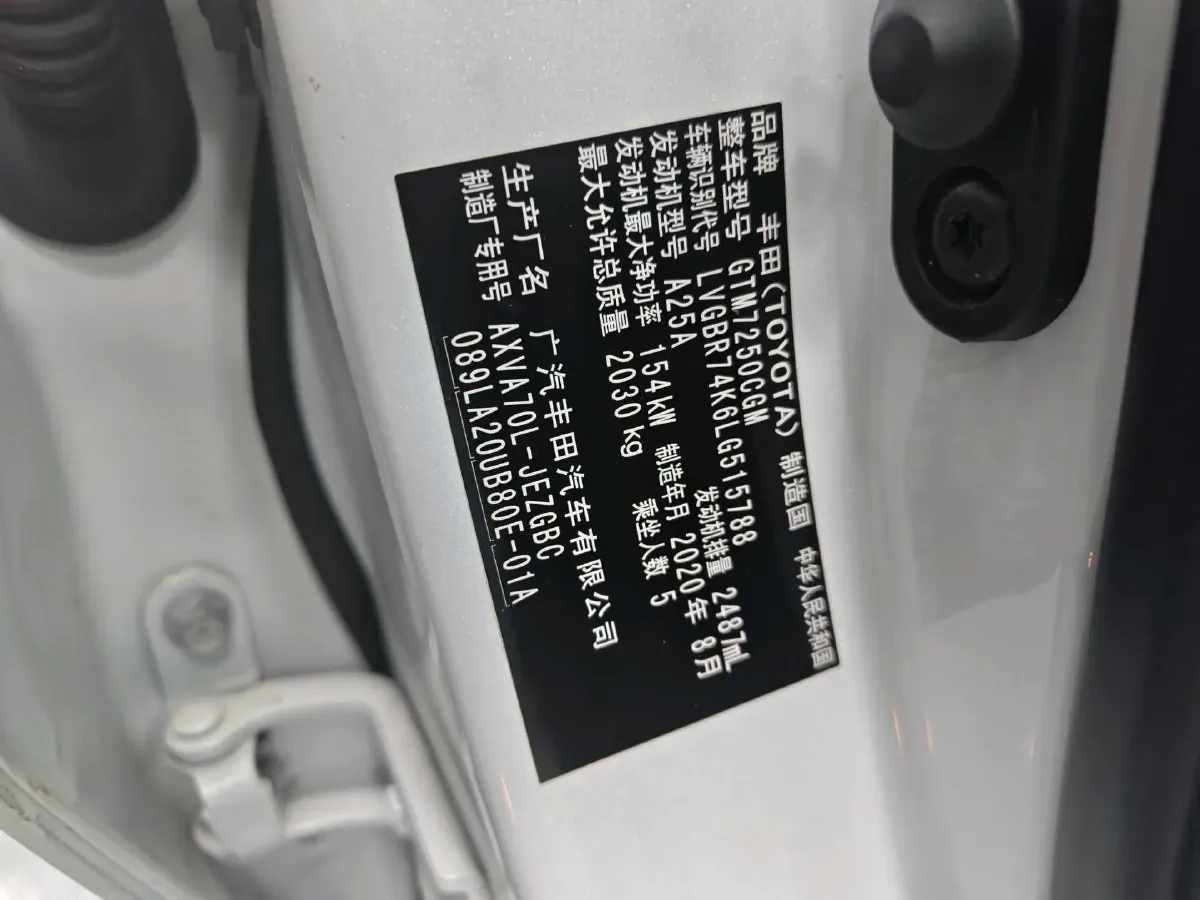 品牌 丰田(TOYOTA) 制造国 中华人民共和国
整车型号 GTM7250CGM
车辆识别代号 LVGBR74K6LG515788
发动机型号 A25A 发动机排量 2487mL
发动机最大净功率 154kW 制造年月 2020年 8月
最大允许总质量 2030kg 乘坐人数 5
生产厂名 广汽丰田汽车有限公司
制造厂专用号 AXVA70L-JEZGBC
089LA20UB80E-01A